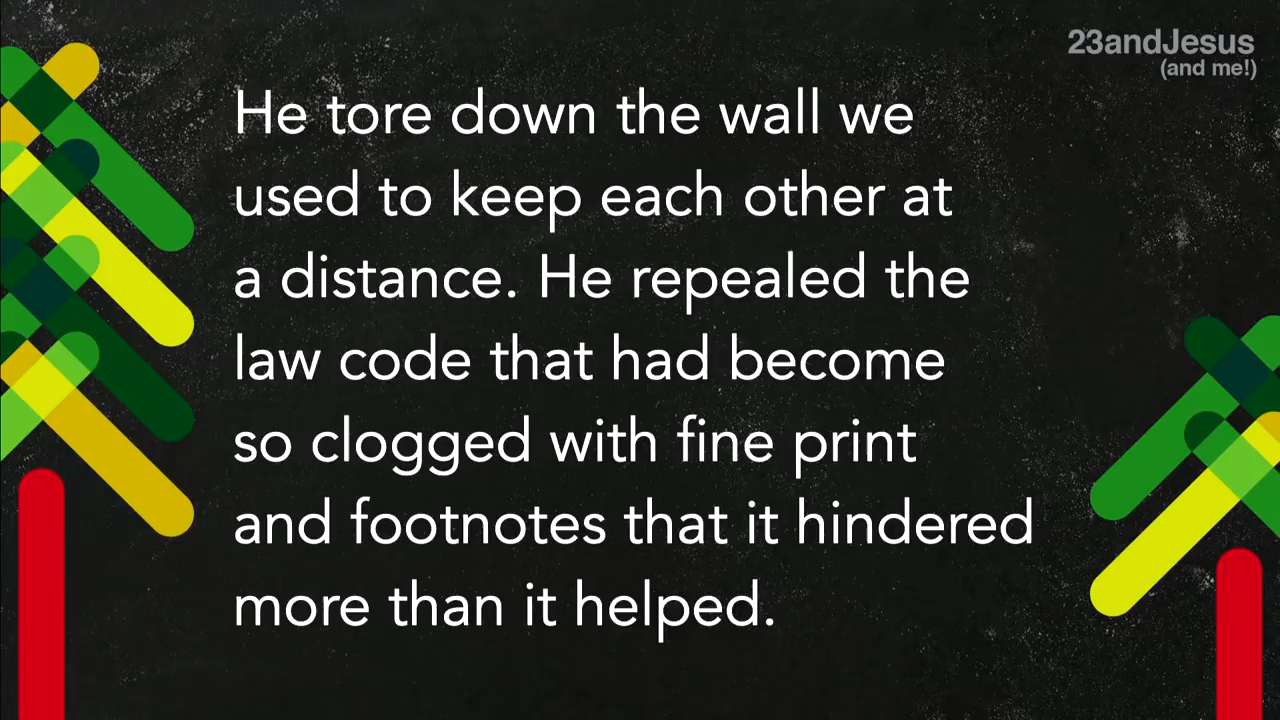 23andJesus
(and me!)
He tore down the wall we
used to keep each other at
a distance. He repealed the
law code that had become
so clogged with fine print
and footnotes that it hindered
more than it helped.